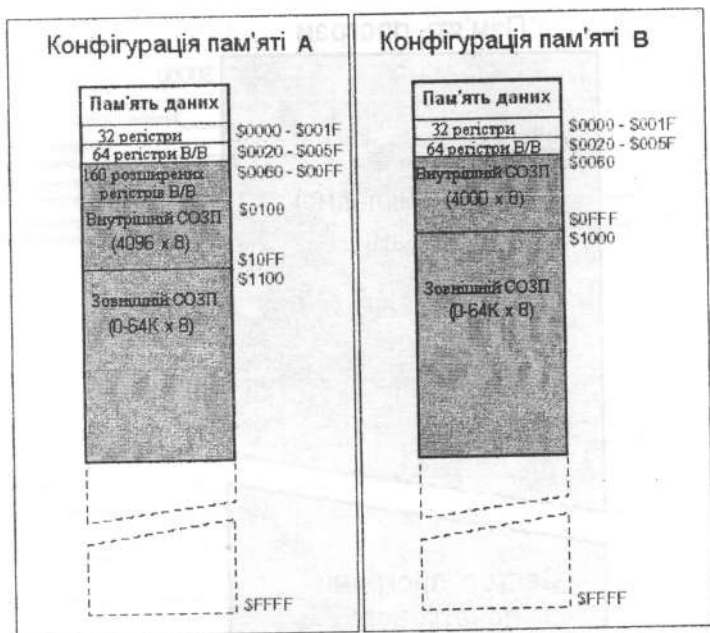 Конфігурація пам'яті А
Пам'ять даних
32 регістри $0000 - $001F
64 регістри В/В $0020 - $005F
160 розширених $0060 - $00FF
регістрів В/В
Внутрішній СОЗП $0100
(4096 x 8)
$10FF
$1100
Зовнішній СОЗП
(0-64K x 8)
$FFFF
Конфігурація пам'яті В
Пам'ять даних
32 регістри $0000 - $001F
64 регістри В/В $0020 - $005F
$0060
Внутрішній СОЗП
(4000 x 8)
$0FFF
$1000
Зовнішній СОЗП
(0-64K x 8)
$FFFF